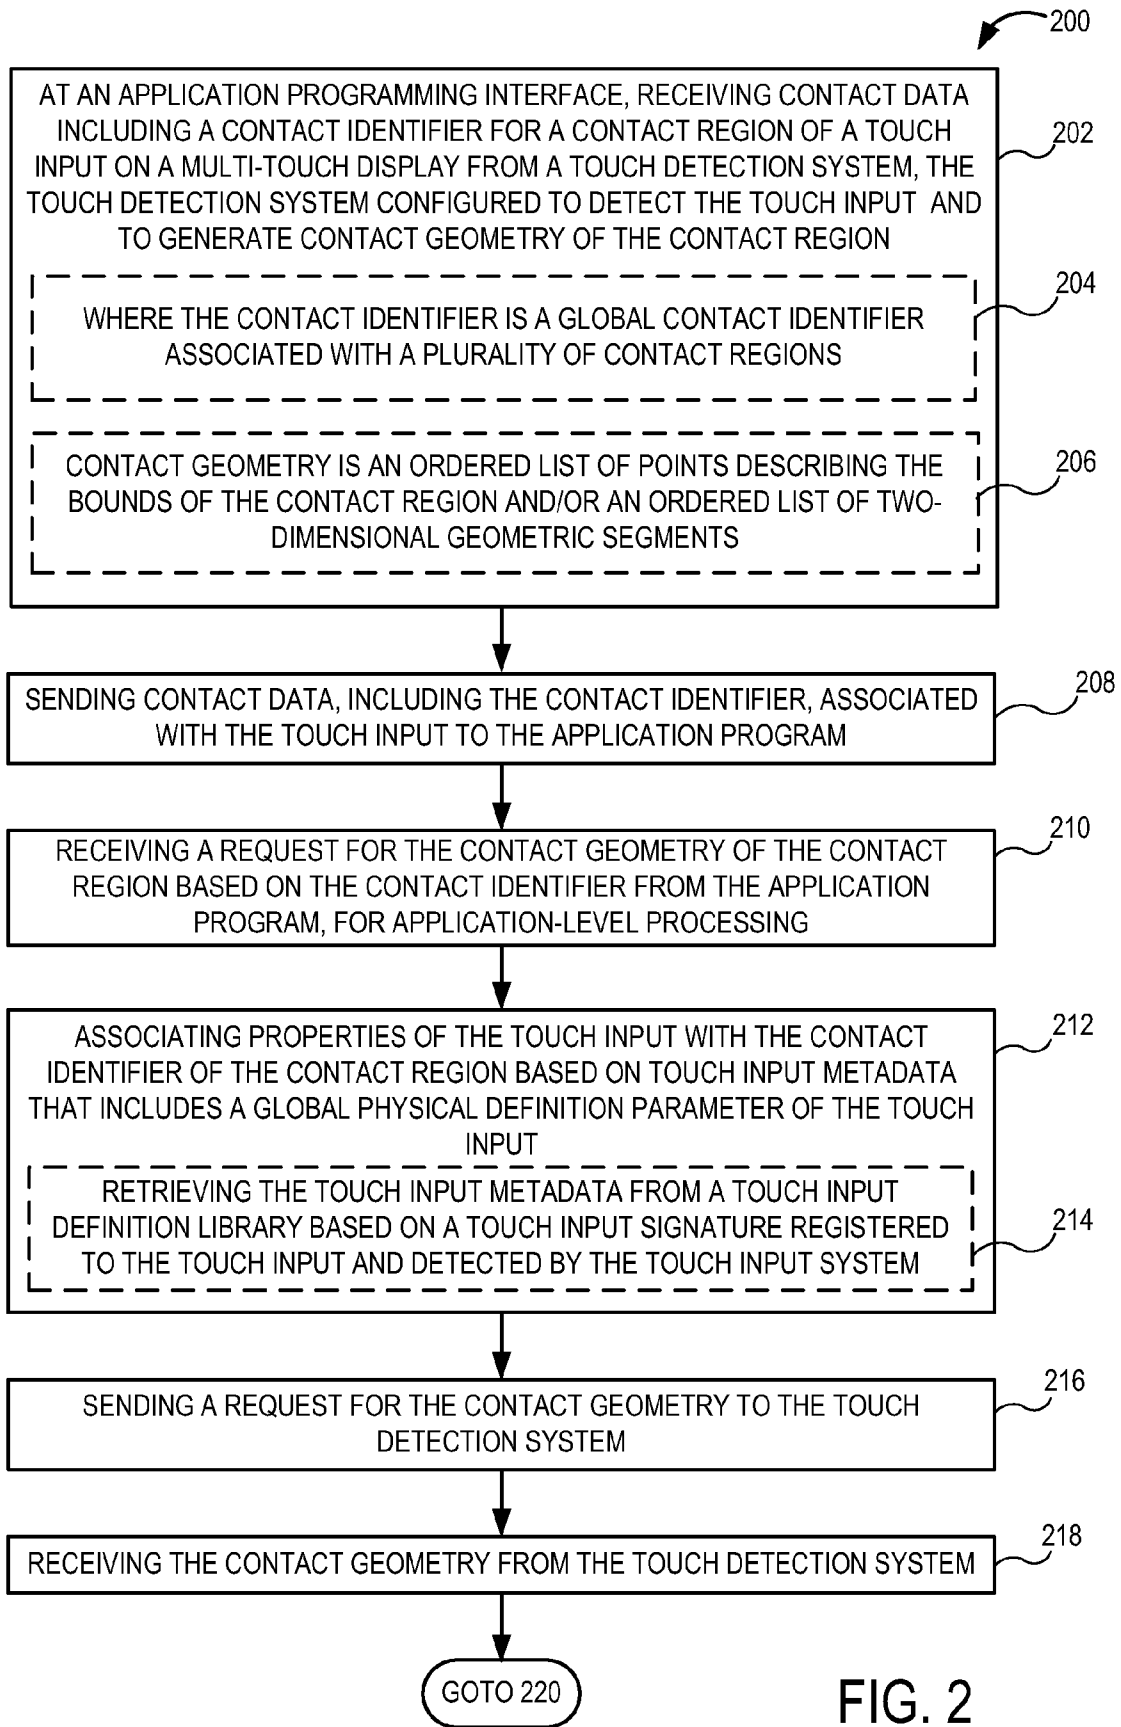 200
AT AN APPLICATION PROGRAMMING INTERFACE, RECEIVING CONTACT DATA
INCLUDING A CONTACT IDENTIFIER FOR A CONTACT REGION OF A TOUCH
INPUT ON A MULTI-TOUCH DISPLAY FROM A TOUCH DETECTION SYSTEM, THE
TOUCH DETECTION SYSTEM CONFIGURED TO DETECT THE TOUCH INPUT AND
TO GENERATE CONTACT GEOMETRY OF THE CONTACT REGION
202
WHERE THE CONTACT IDENTIFIER IS A GLOBAL CONTACT IDENTIFIER
ASSOCIATED WITH A PLURALITY OF CONTACT REGIONS
204
CONTACT GEOMETRY IS AN ORDERED LIST OF POINTS DESCRIBING THE
BOUNDS OF THE CONTACT REGION AND/OR AN ORDERED LIST OF TWO-
DIMENSIONAL GEOMETRIC SEGMENTS
206
SENDING CONTACT DATA, INCLUDING THE CONTACT IDENTIFIER, ASSOCIATED
WITH THE TOUCH INPUT TO THE APPLICATION PROGRAM
208
RECEIVING A REQUEST FOR THE CONTACT GEOMETRY OF THE CONTACT
REGION BASED ON THE CONTACT IDENTIFIER FROM THE APPLICATION
PROGRAM, FOR APPLICATION-LEVEL PROCESSING
210
ASSOCIATING PROPERTIES OF THE TOUCH INPUT WITH THE CONTACT
IDENTIFIER OF THE CONTACT REGION BASED ON TOUCH INPUT METADATA
THAT INCLUDES A GLOBAL PHYSICAL DEFINITION PARAMETER OF THE TOUCH
INPUT
212
RETRIEVING THE TOUCH INPUT METADATA FROM A TOUCH INPUT
DEFINITION LIBRARY BASED ON A TOUCH INPUT SIGNATURE REGISTERED
TO THE TOUCH INPUT AND DETECTED BY THE TOUCH INPUT SYSTEM
214
SENDING A REQUEST FOR THE CONTACT GEOMETRY TO THE TOUCH
DETECTION SYSTEM
216
RECEIVING THE CONTACT GEOMETRY FROM THE TOUCH DETECTION SYSTEM
218
GOTO 220
FIG. 2